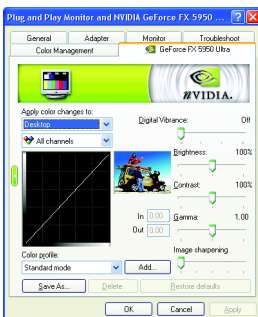 Plug and Play Monitor and NVIDIA GeForce FX 5950 ...
General
Adapter
Monitor
Troubleshoot
Color Management
GeForce FX 5950 Ultra
NVIDIA.
Apply color changes to:
Desktop
All channels
Digital Vibrance:
Off
Brightness:
100%
Contrast:
100%
In 0.00
Gamma:
1.00
Out 0.00
Image sharpening
Color profile:
Standard mode
Add...
Save As...
Delete
Restore defaults
OK
Cancel
Apply